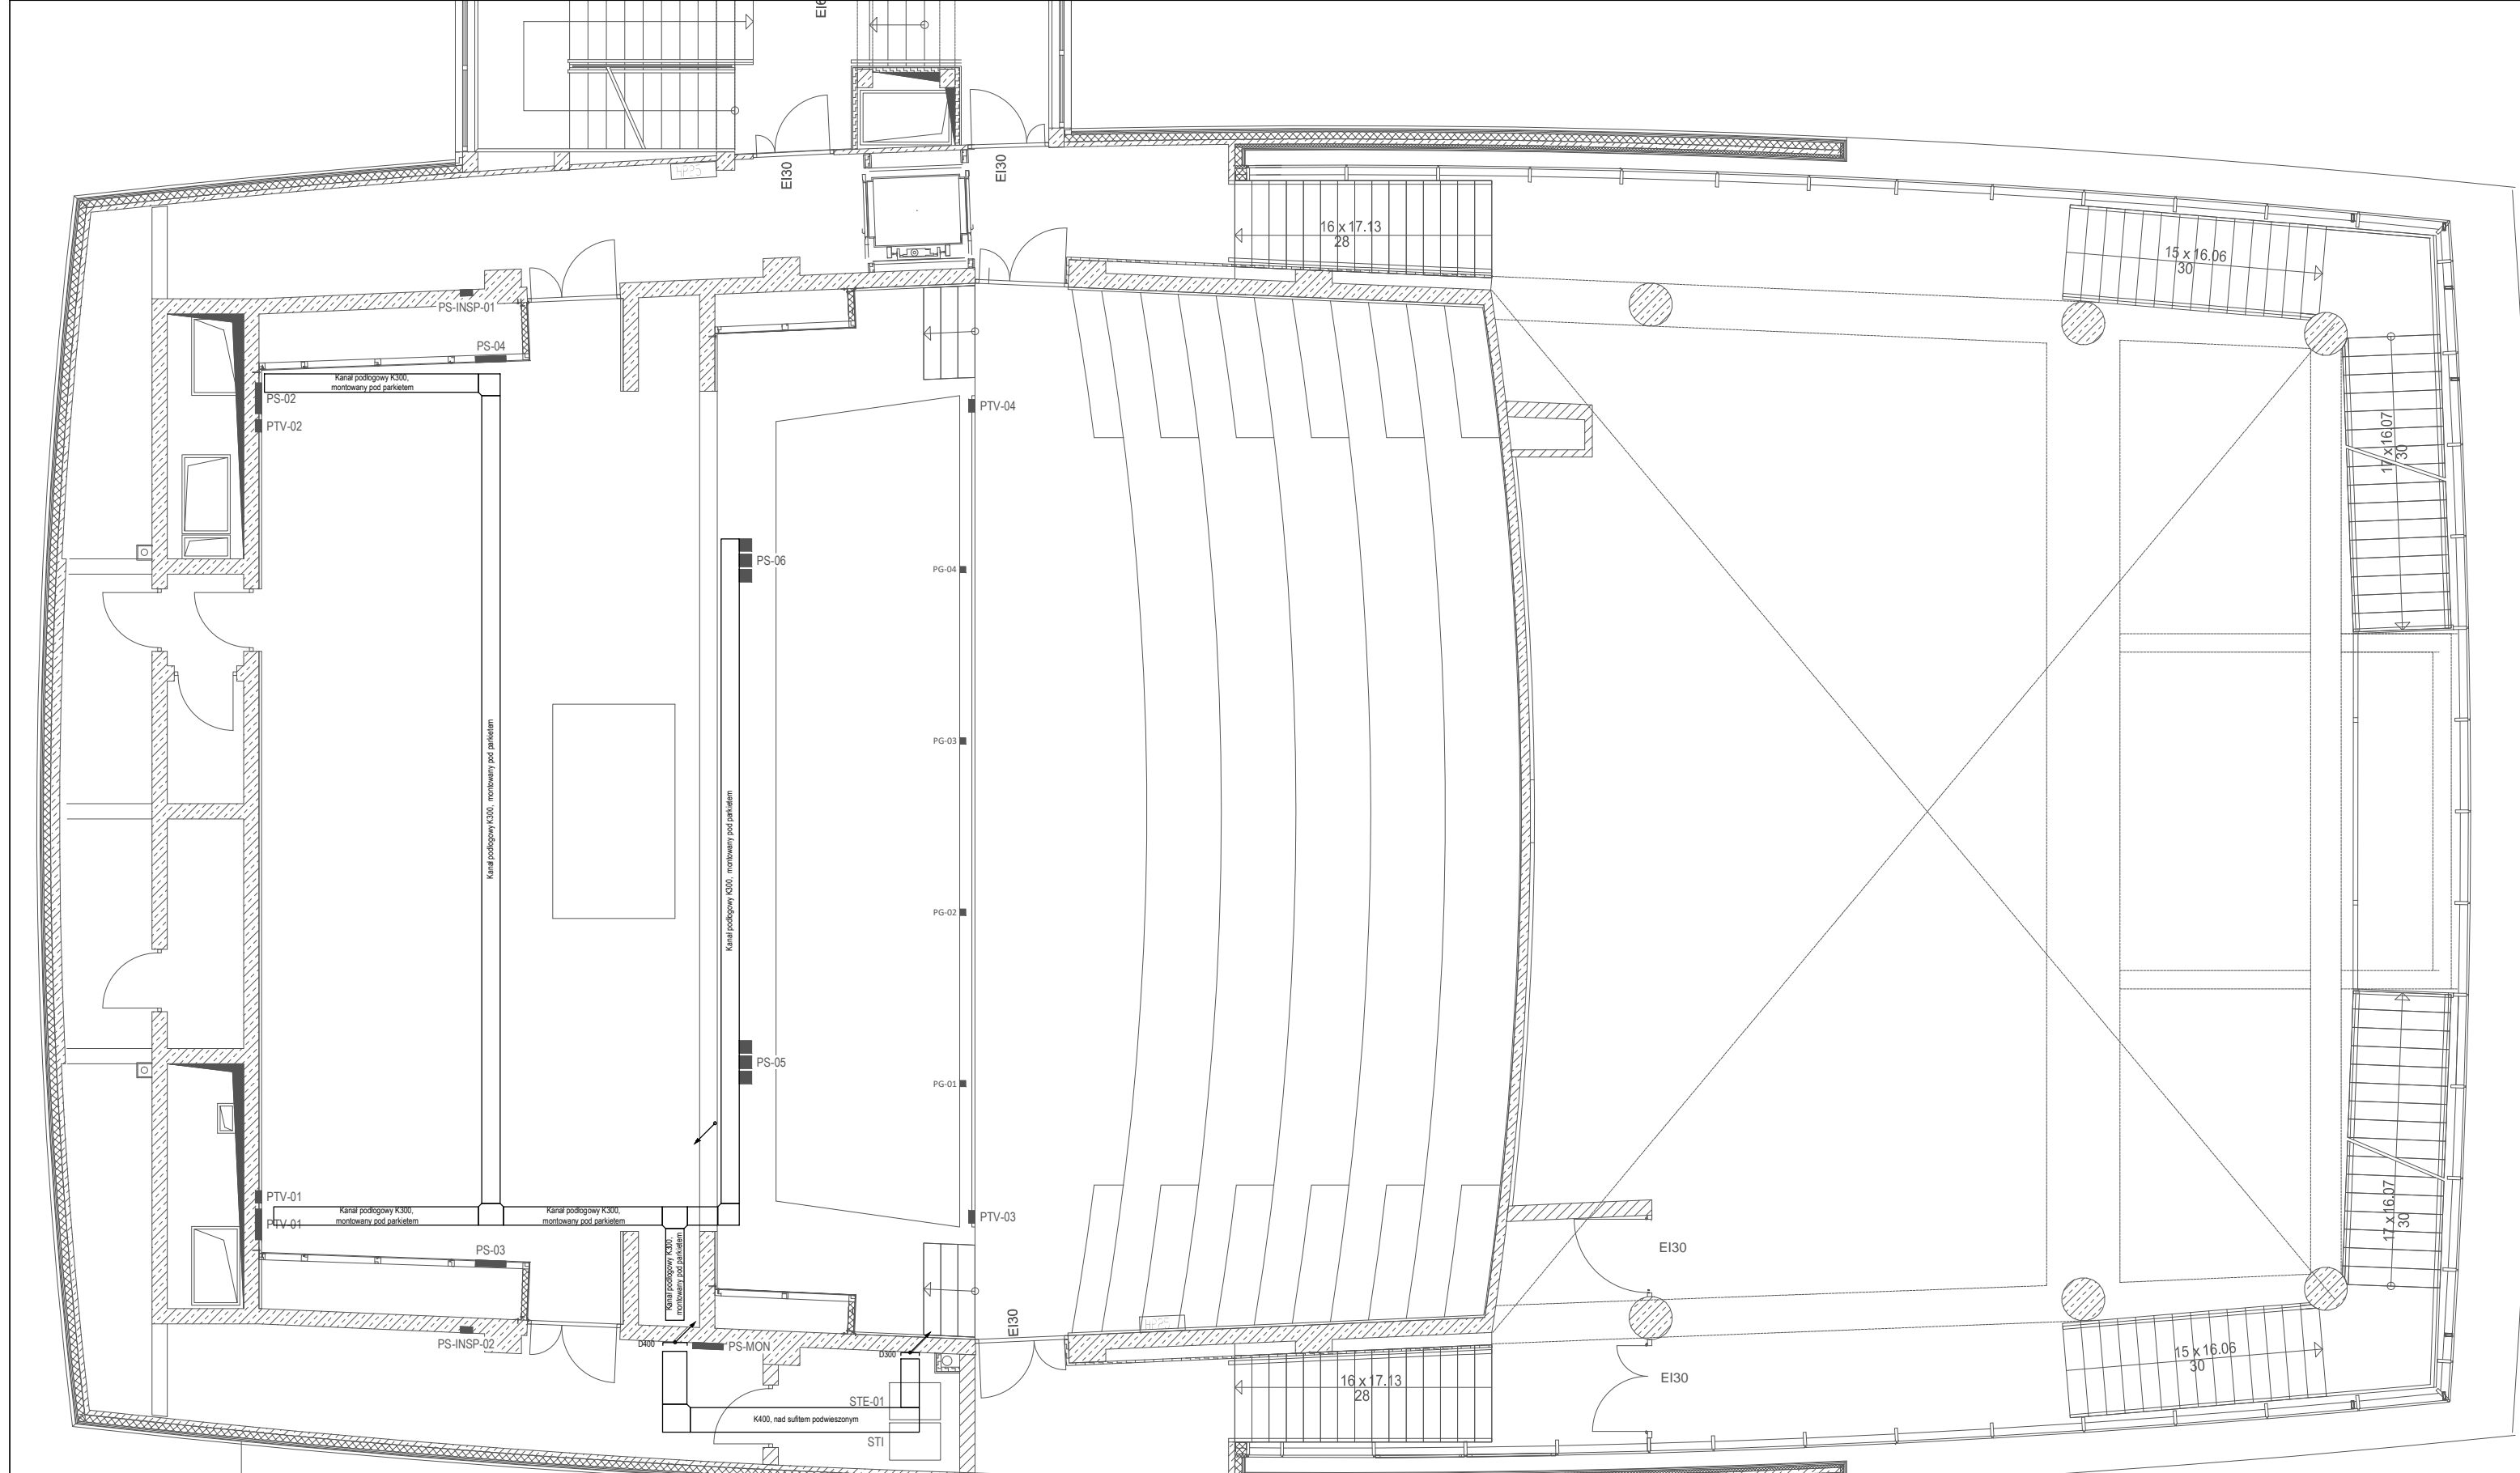 EI30
EI30
16 x 17.13
28
15 x 16.06
30
PS-INSP-01
PS-04
Kanał podłogowy K300,
montowany pod parkietem
PS-02
PTV-02
PTV-04
17 x 16.07
30
PS-06
PG-04
PG-03
Kanał podłogowy K300, montowany pod parkietem
Kanał podłogowy K300, montowany pod parkietem
PG-02
PS-05
PG-01
PTV-01
PTV-01
Kanał podłogowy K300,
montowany pod parkietem
Kanał podłogowy K300,
montowany pod parkietem
PTV-03
17 x 16.07
30
PS-03
Kanał podłogowy K300,
montowany pod parkietem
EI30
EI30
PS-INSP-02
D400
PS-MON
D300
15 x 16.06
30
EI30
16 x 17.13
28
STE-01
K400, nad sufitem podwieszonym
STI